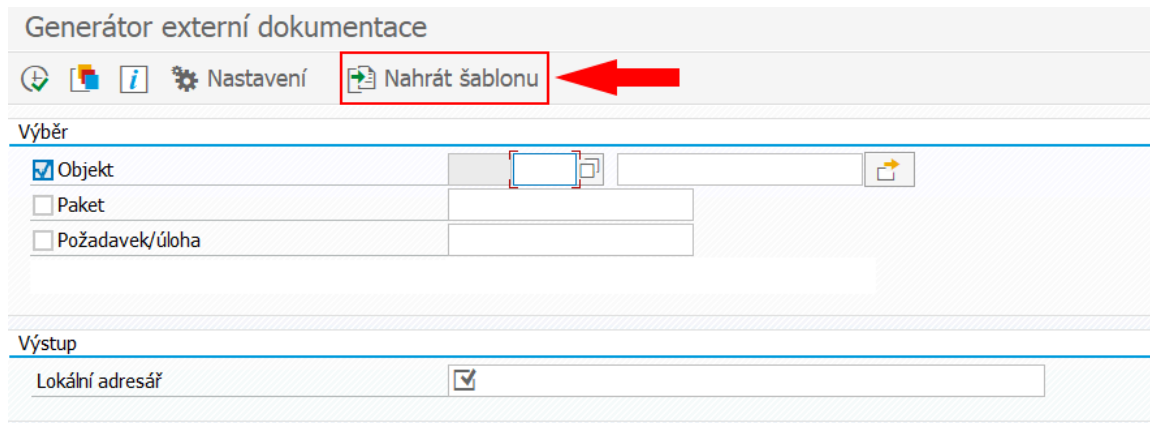 Generátor externí dokumentace
Nastavení Nahrát šablonu
Výběr
Objekt
Paket
Požadavek/úloha
Výstup
Lokální adresář